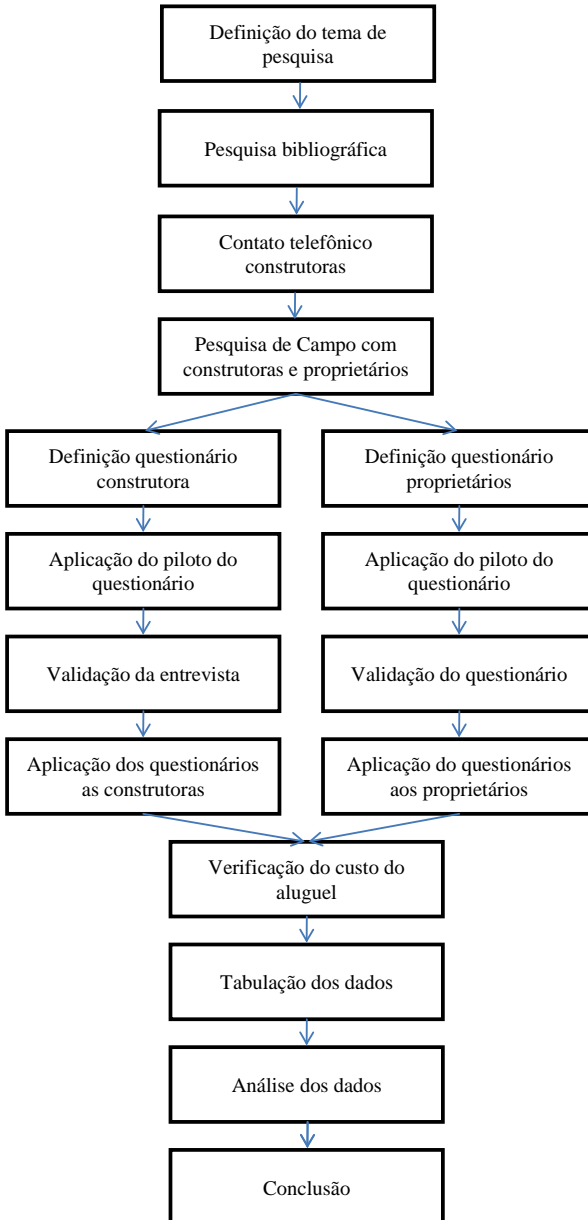 Definição do tema de
pesquisa
Pesquisa bibliográfica
Contato telefônico
construtoras
Pesquisa de Campo com
construtoras e proprietários
Definição questionário
construtora
Definição questionário
proprietários
Aplicação do piloto do
questionário
Aplicação do piloto do
questionário
Validação da entrevista
Validação do questionário
Aplicação dos questionários
as construtoras
Aplicação do questionários
aos proprietários
Verificação do custo do
aluguel
Tabulação dos dados
Análise dos dados
Conclusão